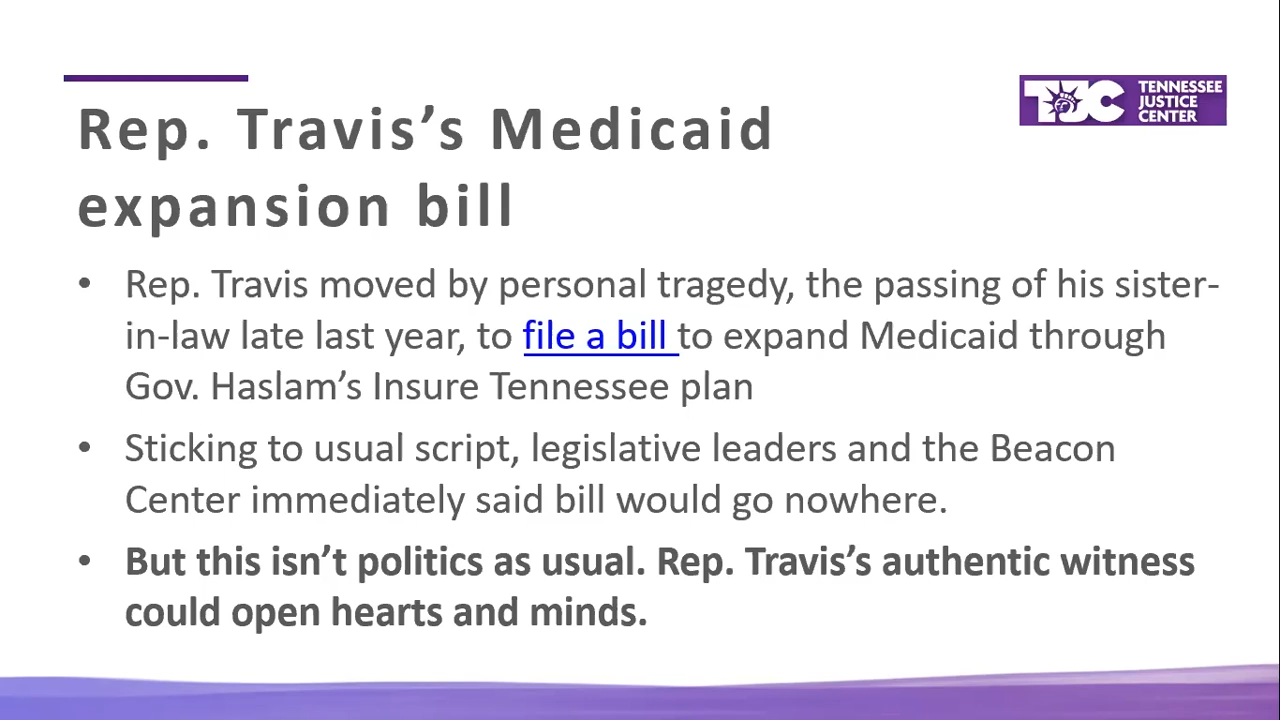 TJC TENNESSEE
JUSTICE
CENTER
Rep. Travis’s Medicaid
expansion bill
• Rep. Travis moved by personal tragedy, the passing of his sister-
in-law late last year, to file a bill to expand Medicaid through
Gov. Haslam’s Insure Tennessee plan
• Sticking to usual script, legislative leaders and the Beacon
Center immediately said bill would go nowhere.
• But this isn’t politics as usual. Rep. Travis’s authentic witness
could open hearts and minds.